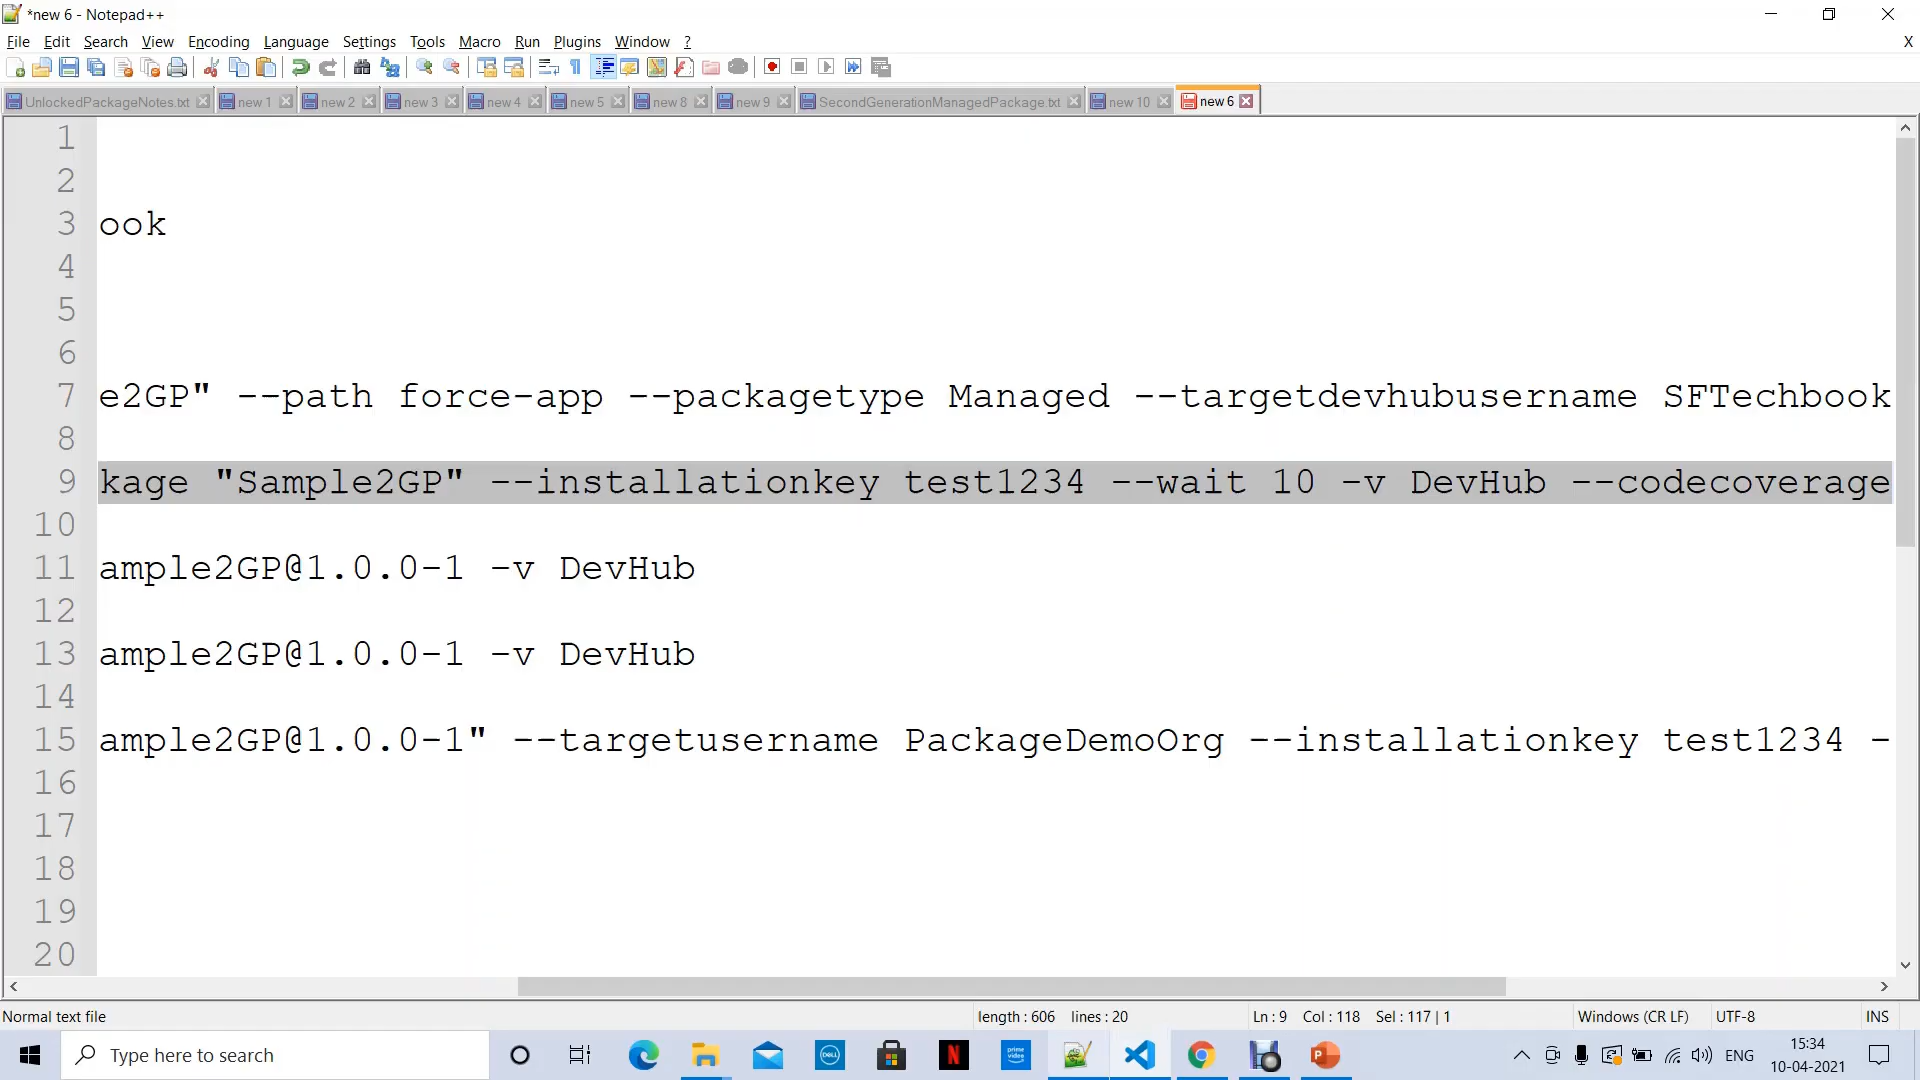 *new 6 - Notepad++
File Edit Search View Encoding Language Settings Tools Macro Run Plugins Window ? X
UnlockedPackageNotes.txt new 1 new 2 new 3 new 4 new 5 new 8 new 9 SecondGenerationManagedPackage.txt new 10 new 6
1
2
3 ook
4
5
6
7 e2GP" --path force-app --packagetype Managed --targetdevhubusername SFTechbook
8
9 kage "Sample2GP" --installationkey test1234 --wait 10 -v DevHub --codecoverage
10
11 ample2GP@1.0.0-1 -v DevHub
12
13 ample2GP@1.0.0-1 -v DevHub
14
15 ample2GP@1.0.0-1" --targetusername PackageDemoOrg --installationkey test1234 -
16
17
18
19
20
Normal text file length : 606 lines : 20 Ln : 9 Col : 118 Sel : 117 | 1 Windows (CR LF) UTF-8 INS
Type here to search DELL N prime video P ENG 15:34
10-04-2021